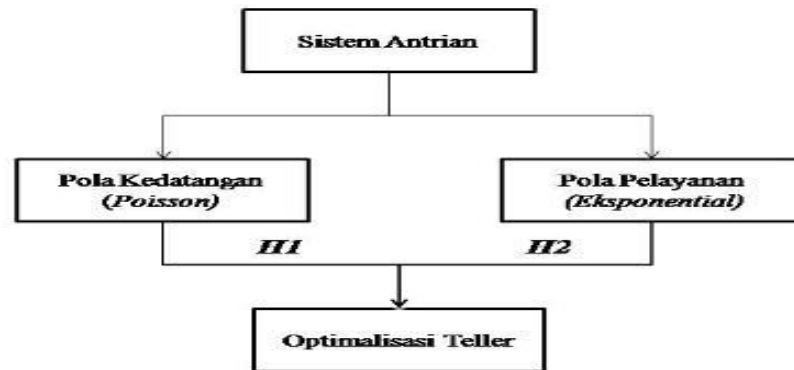 Sistem Antrian
Pola Kedatangan
(Poisson)
Pola Pelayanan
(Eksponential)
H1
H2
Optimalisasi Teller